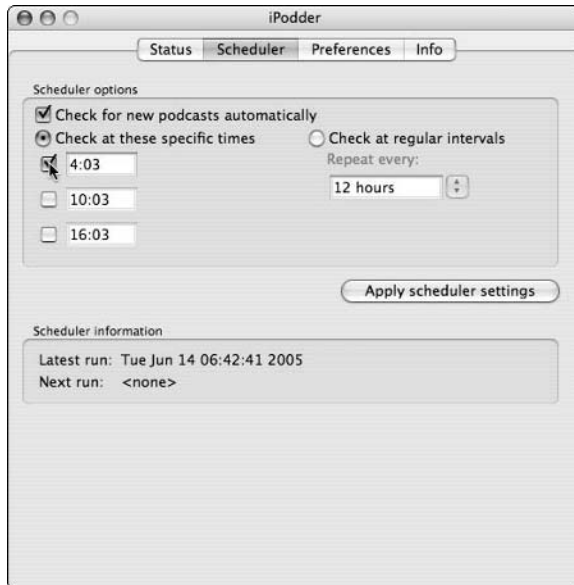 iPodder
Status Scheduler Preferences Info
Scheduler options
Check for new podcasts automatically
Check at these specific times
Check at regular intervals
4:03
Repeat every:
12 hours
10:03
16:03
Apply scheduler settings
Scheduler information
Latest run: Tue Jun 14 06:42:41 2005
Next run: <none>